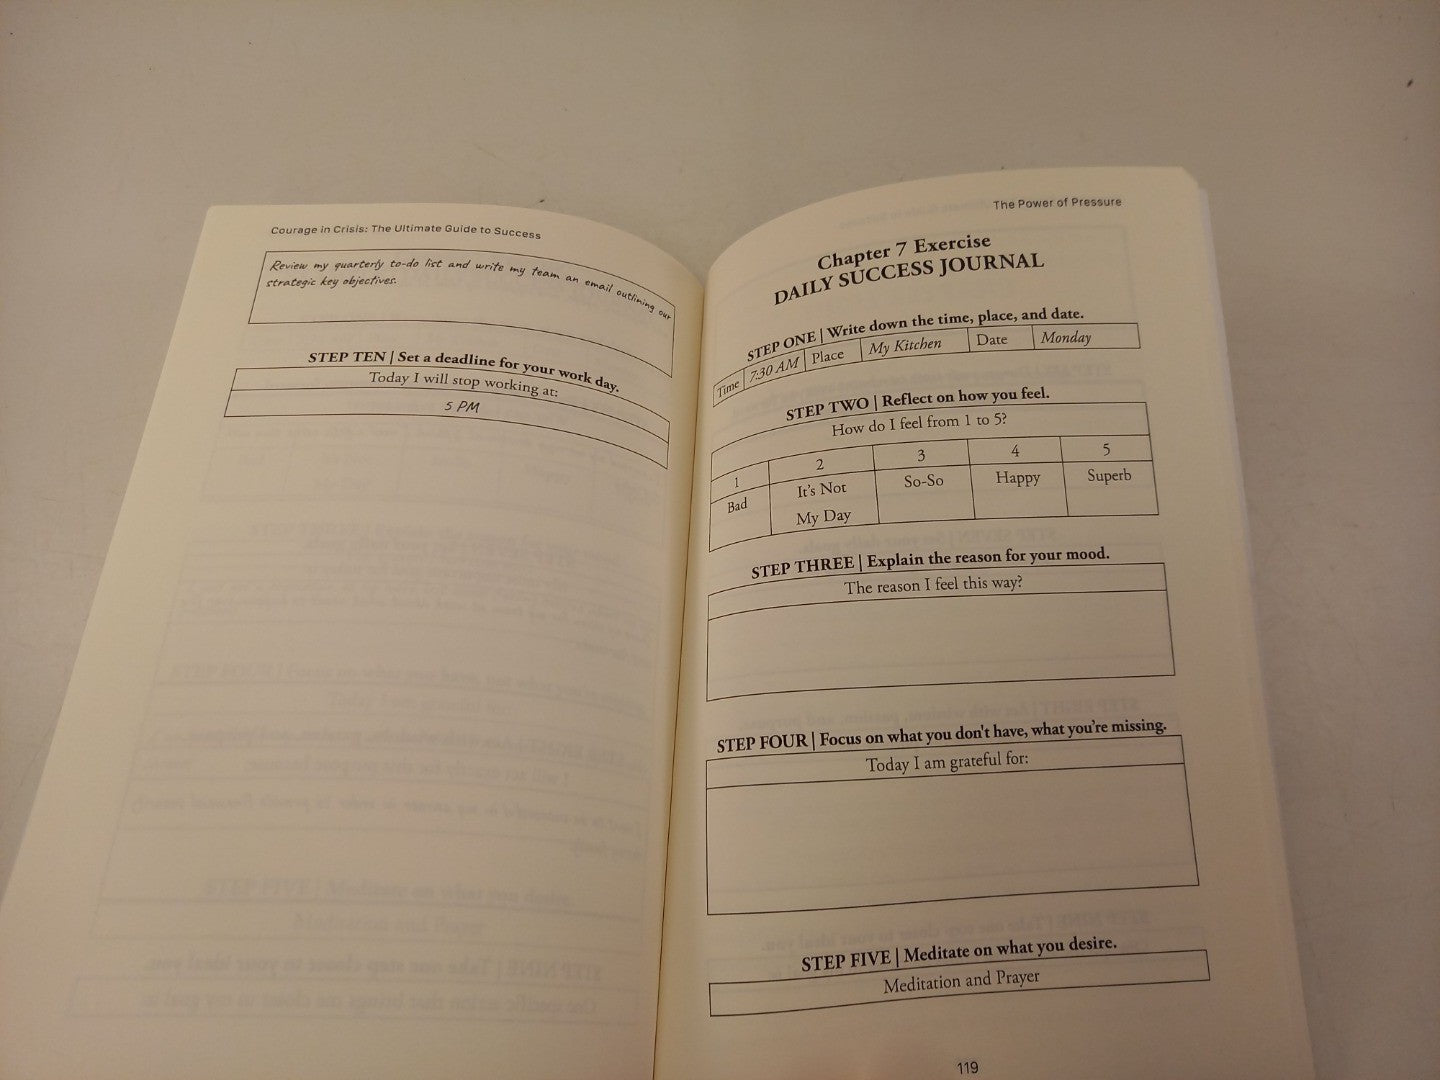 Courage in Crisis: The Ultimate Guide to Success
Review my quarterly to-do list and write my team an email outlining our
strategic key objectives.
STEP TEN | Set a deadline for your work day.
Today I will stop working at:
5 PM
The Power of Pressure
Chapter 7 Exercise
DAILY SUCCESS JOURNAL
STEP ONE | Write down the time, place, and date.
Time 7:30 AM Place My Kitchen Date Monday
STEP TWO | Reflect on how you feel.
How do I feel from 1 to 5?
1 2 3 4 5
Bad It's Not So-So Happy Superb
My Day
STEP THREE | Explain the reason for your mood.
The reason I feel this way?
STEP FOUR | Focus on what you don't have, what you're missing.
Today I am grateful for:
STEP FIVE | Meditate on what you desire.
Meditation and Prayer
119